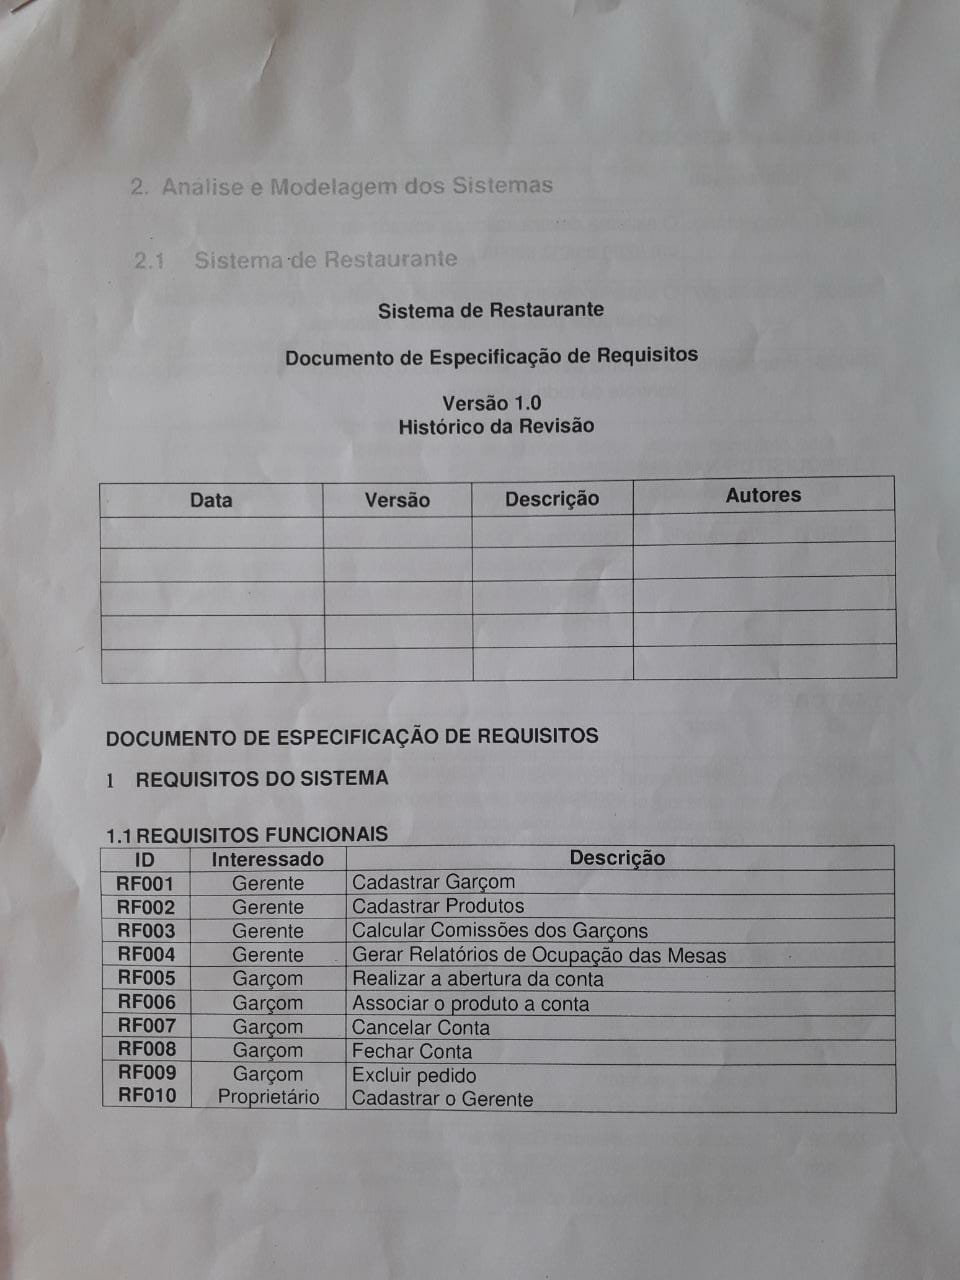 2. Análise e Modelagem dos Sistemas
2.1 Sistema de Restaurante
Sistema de Restaurante
Documento de Especificação de Requisitos
Versão 1.0
Histórico da Revisão
Data Versão Descrição Autores
DOCUMENTO DE ESPECIFICAÇÃO DE REQUISITOS
1 REQUISITOS DO SISTEMA
1.1 REQUISITOS FUNCIONAIS
ID Interessado Descrição
RF001 Gerente Cadastrar Garçom
RF002 Gerente Cadastrar Produtos
RF003 Gerente Calcular Comissões dos Garçons
RF004 Gerente Gerar Relatórios de Ocupação das Mesas
RF005 Garçom Realizar a abertura da conta
RF006 Garçom Associar o produto a conta
RF007 Garçom Cancelar Conta
RF008 Garçom Fechar Conta
RF009 Garçom Excluir pedido
RF010 Proprietário Cadastrar o Gerente